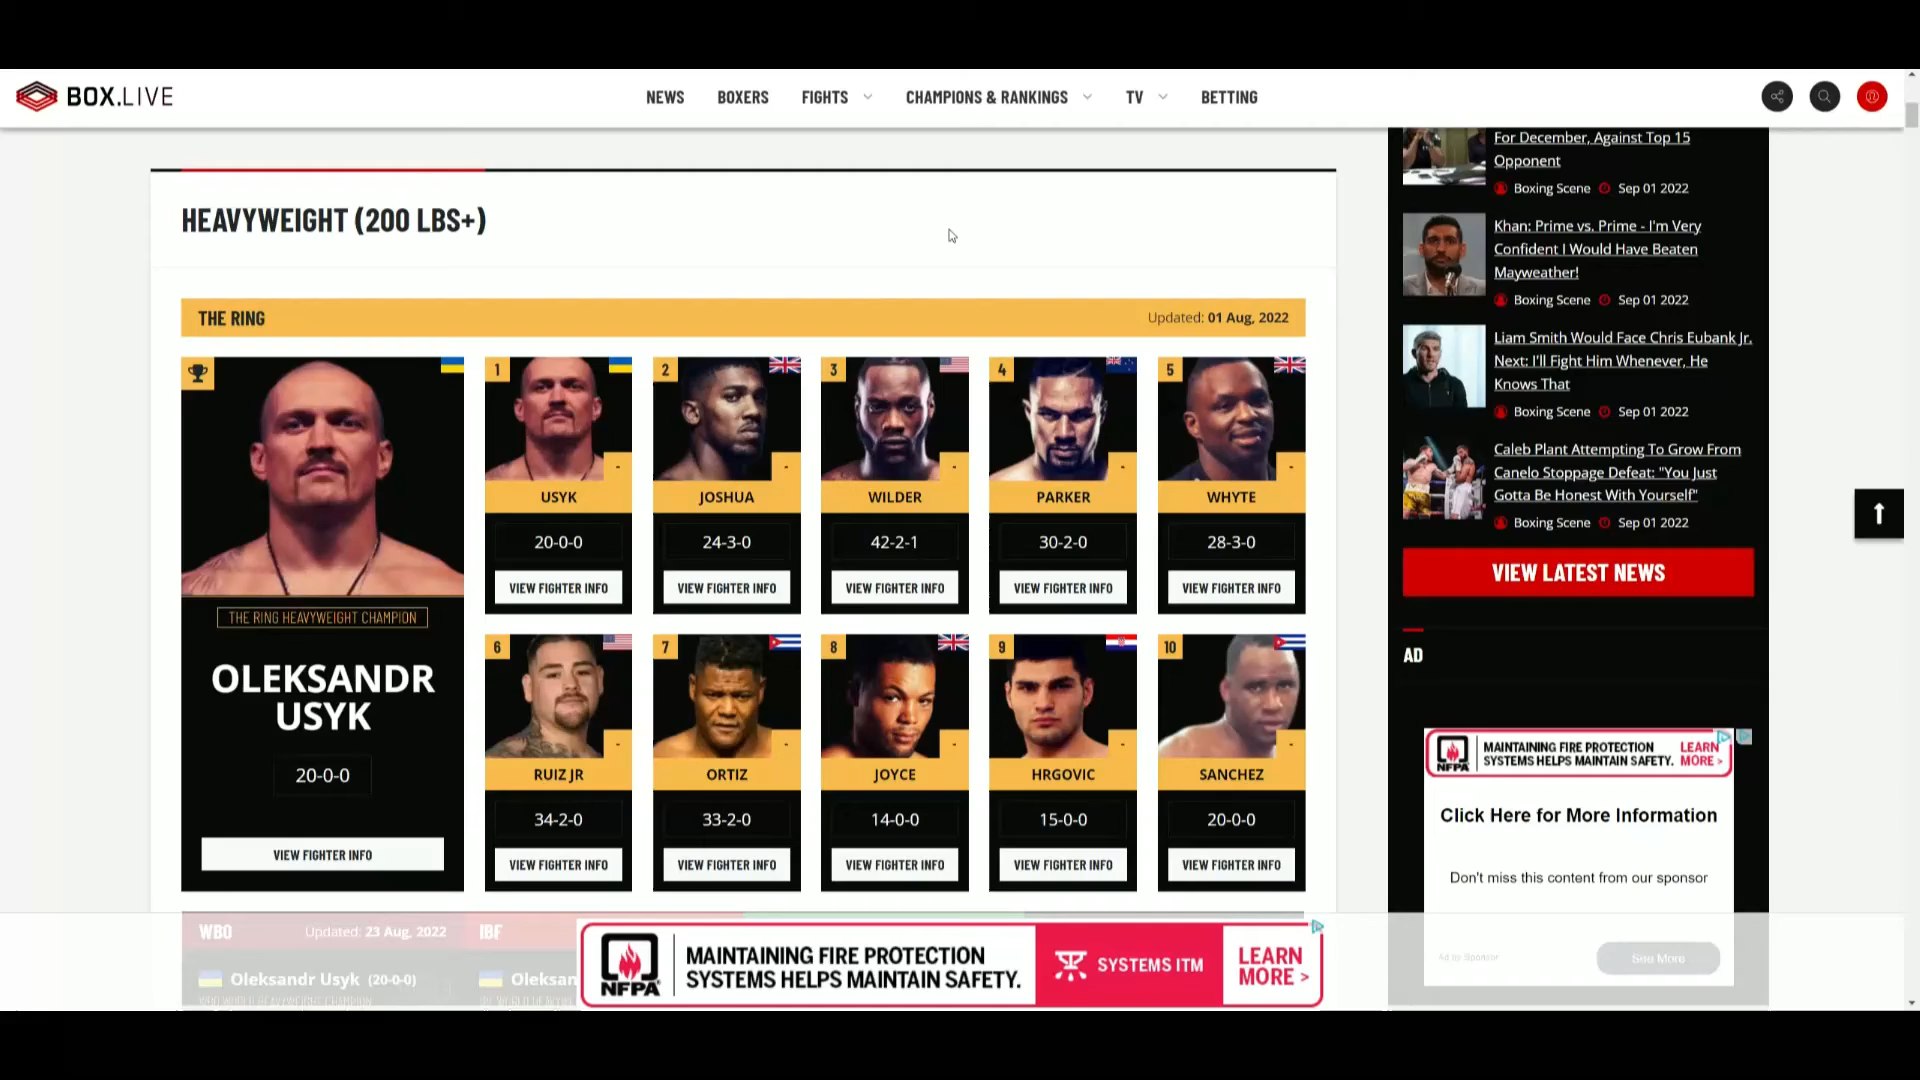 BOX.LIVE
NEWS
BOXERS
FIGHTS
CHAMPIONS & RANKINGS
TV
BETTING
HEAVYWEIGHT (200 LBS+)
THE RING
Updated: 01 Aug, 2022
THE RING HEAVYWEIGHT CHAMPION
OLEKSANDR
USYK
20-0-0
VIEW FIGHTER INFO
1
-
USYK
20-0-0
VIEW FIGHTER INFO
2
-
JOSHUA
24-3-0
VIEW FIGHTER INFO
3
-
WILDER
42-2-1
VIEW FIGHTER INFO
4
-
PARKER
30-2-0
VIEW FIGHTER INFO
5
-
WHYTE
28-3-0
VIEW FIGHTER INFO
6
-
RUIZ JR
34-2-0
VIEW FIGHTER INFO
7
-
ORTIZ
33-2-0
VIEW FIGHTER INFO
8
-
JOYCE
14-0-0
VIEW FIGHTER INFO
9
-
HRGOVIC
15-0-0
VIEW FIGHTER INFO
10
-
SANCHEZ
20-0-0
VIEW FIGHTER INFO
WBO
Updated: 23 Aug, 2022
Oleksandr Usyk (20-0-0)
IBF
Oleksan
NFPA
MAINTAINING FIRE PROTECTION
SYSTEMS HELPS MAINTAIN SAFETY.
SYSTEMS ITM
LEARN
MORE >
For December, Against Top 15
Opponent
Boxing Scene Sep 01 2022
Khan: Prime vs. Prime - I'm Very
Confident I Would Have Beaten
Mayweather!
Boxing Scene Sep 01 2022
Liam Smith Would Face Chris Eubank Jr.
Next: I'll Fight Him Whenever, He
Knows That
Boxing Scene Sep 01 2022
Caleb Plant Attempting To Grow From
Canelo Stoppage Defeat: "You Just
Gotta Be Honest With Yourself"
Boxing Scene Sep 01 2022
VIEW LATEST NEWS
AD
NFPA
MAINTAINING FIRE PROTECTION
SYSTEMS HELPS MAINTAIN SAFETY.
LEARN
MORE >
Click Here for More Information
Don't miss this content from our sponsor
Ad by Sponsor
See More